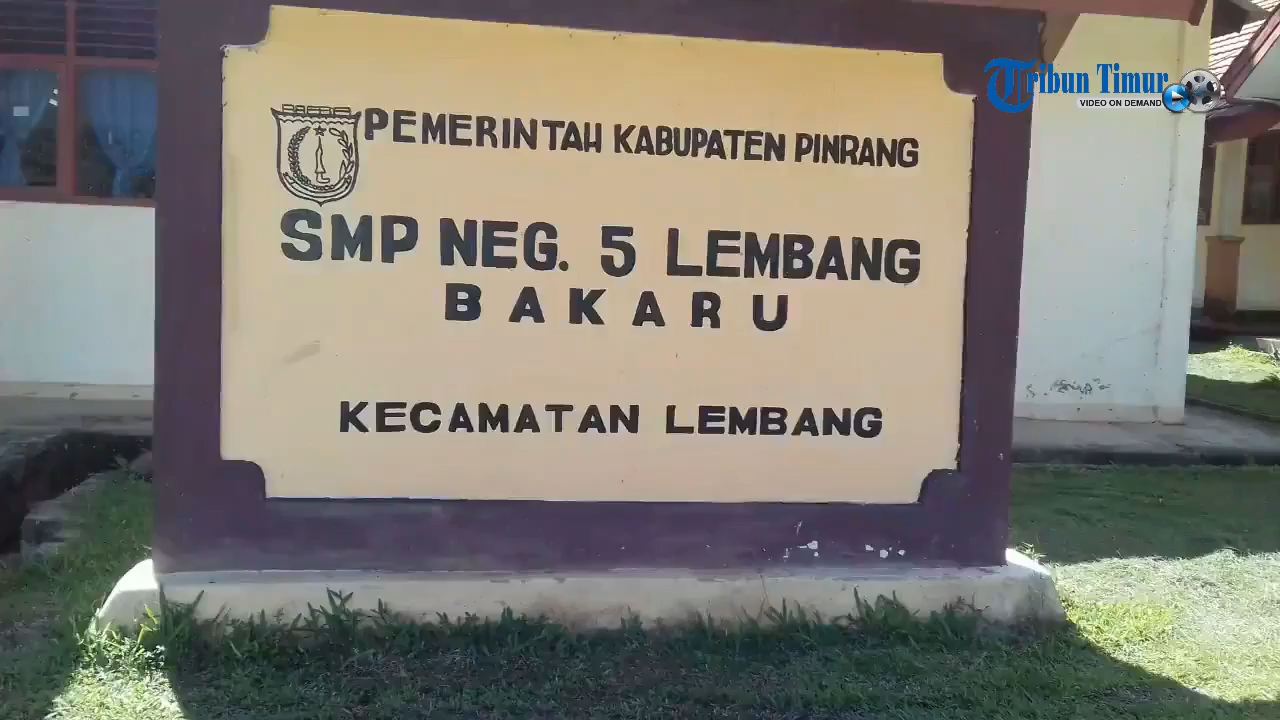 Tribun Timur
VIDEO ON DEMAND
PEMERINTAH KABUPATEN PINRANG
SMP NEG. 5 LEMBANG
BAKARU
KECAMATAN LEMBANG